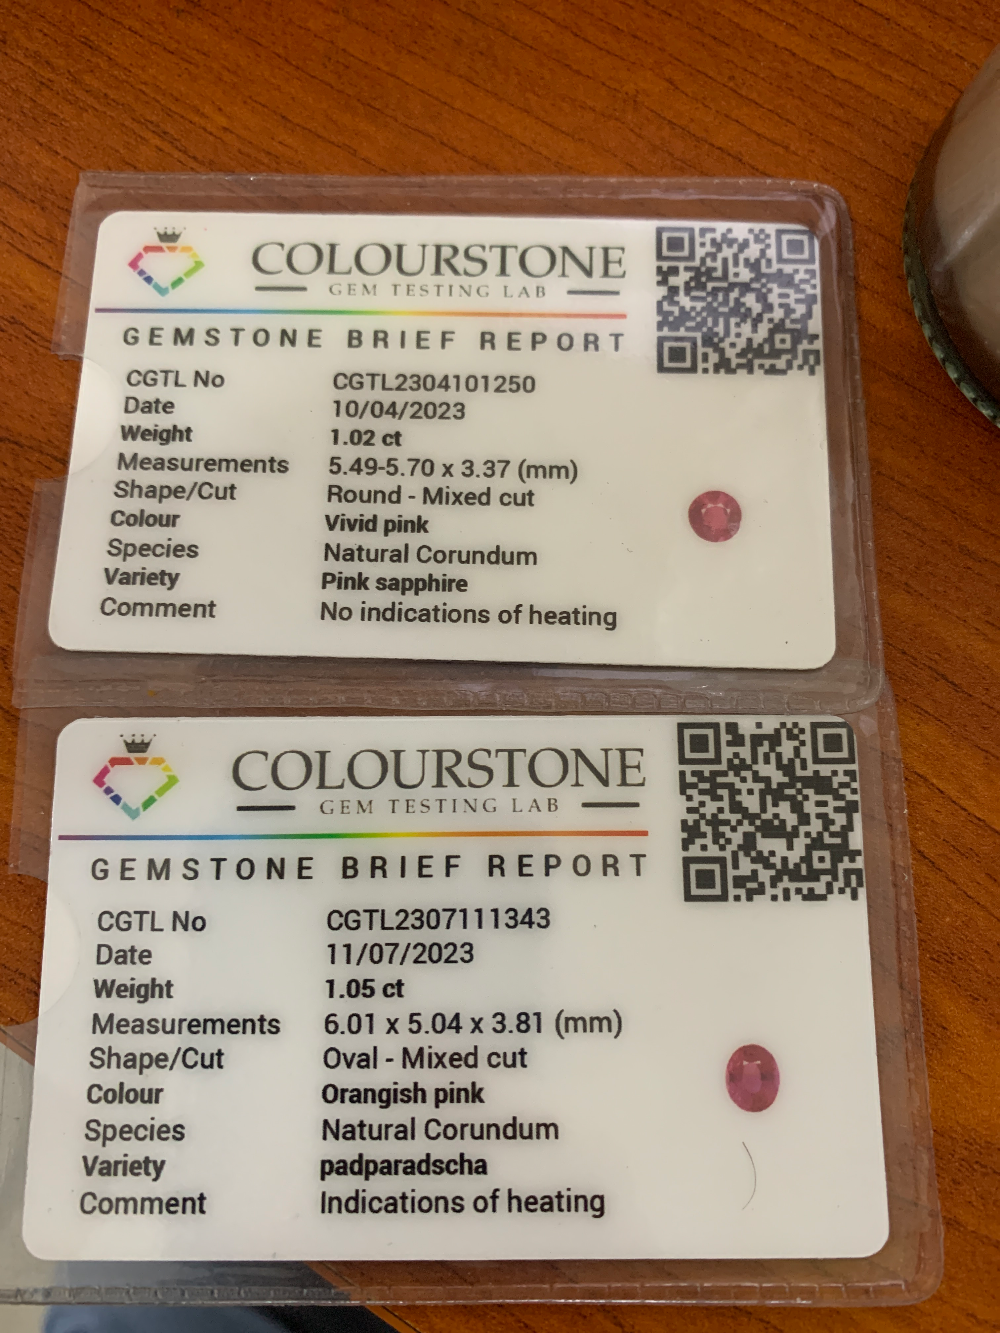 COLOURSTONE
GEM TESTING LAB
GEMSTONE BRIEF REPORT
CGTL No CGTL2304101250
Date 10/04/2023
Weight 1.02 ct
Measurements 5.49-5.70 x 3.37 (mm)
Shape/Cut Round - Mixed cut
Colour Vivid pink
Species Natural Corundum
Variety Pink sapphire
Comment No indications of heating
COLOURSTONE
GEM TESTING LAB
GEMSTONE BRIEF REPORT
CGTL No CGTL2307111343
Date 11/07/2023
Weight 1.05 ct
Measurements 6.01 x 5.04 x 3.81 (mm)
Shape/Cut Oval - Mixed cut
Colour Orangish pink
Species Natural Corundum
Variety padparadscha
Comment Indications of heating